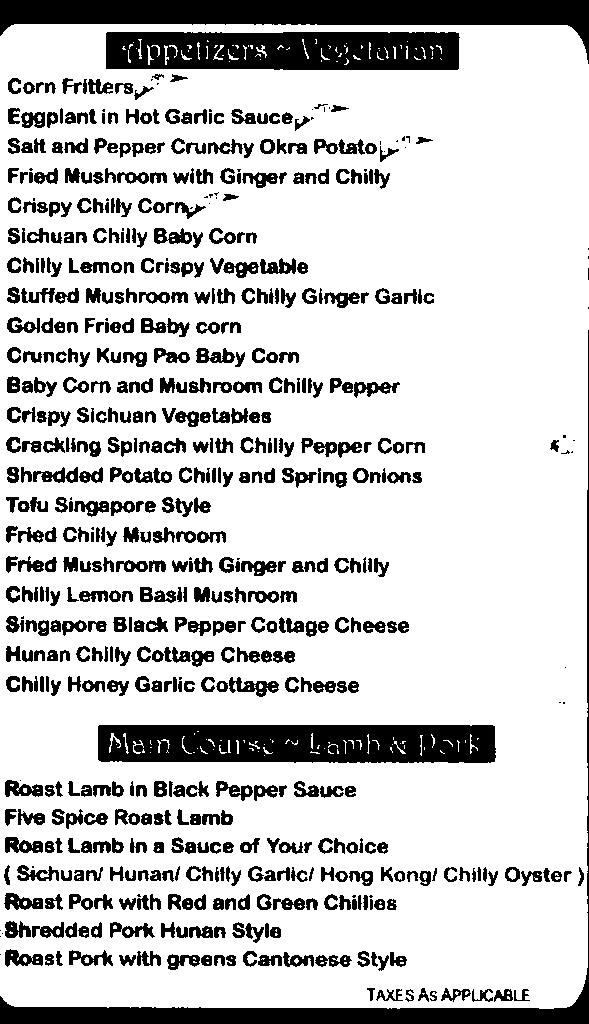 Appetizers ~ Vegetarian
Corn Fritters
Eggplant in Hot Garlic Sauce
Salt and Pepper Crunchy Okra Potato
Fried Mushroom with Ginger and Chilly
Crispy Chilly Corn
Sichuan Chilly Baby Corn
Chilly Lemon Crispy Vegetable
Stuffed Mushroom with Chilly Ginger Garlic
Golden Fried Baby corn
Crunchy Kung Pao Baby Corn
Baby Corn and Mushroom Chilly Pepper
Crispy Sichuan Vegetables
Crackling Spinach with Chilly Pepper Corn
Shredded Potato Chilly and Spring Onions
Tofu Singapore Style
Fried Chilly Mushroom
Fried Mushroom with Ginger and Chilly
Chilly Lemon Basil Mushroom
Singapore Black Pepper Cottage Cheese
Hunan Chilly Cottage Cheese
Chilly Honey Garlic Cottage Cheese
Main Course ~ Lamb & Pork
Roast Lamb in Black Pepper Sauce
Five Spice Roast Lamb
Roast Lamb in a Sauce of Your Choice
( Sichuan/ Hunan/ Chilly Garlic/ Hong Kong/ Chilly Oyster )
Roast Pork with Red and Green Chillies
Shredded Pork Hunan Style
Roast Pork with greens Cantonese Style
TAXES AS APPLICABLE